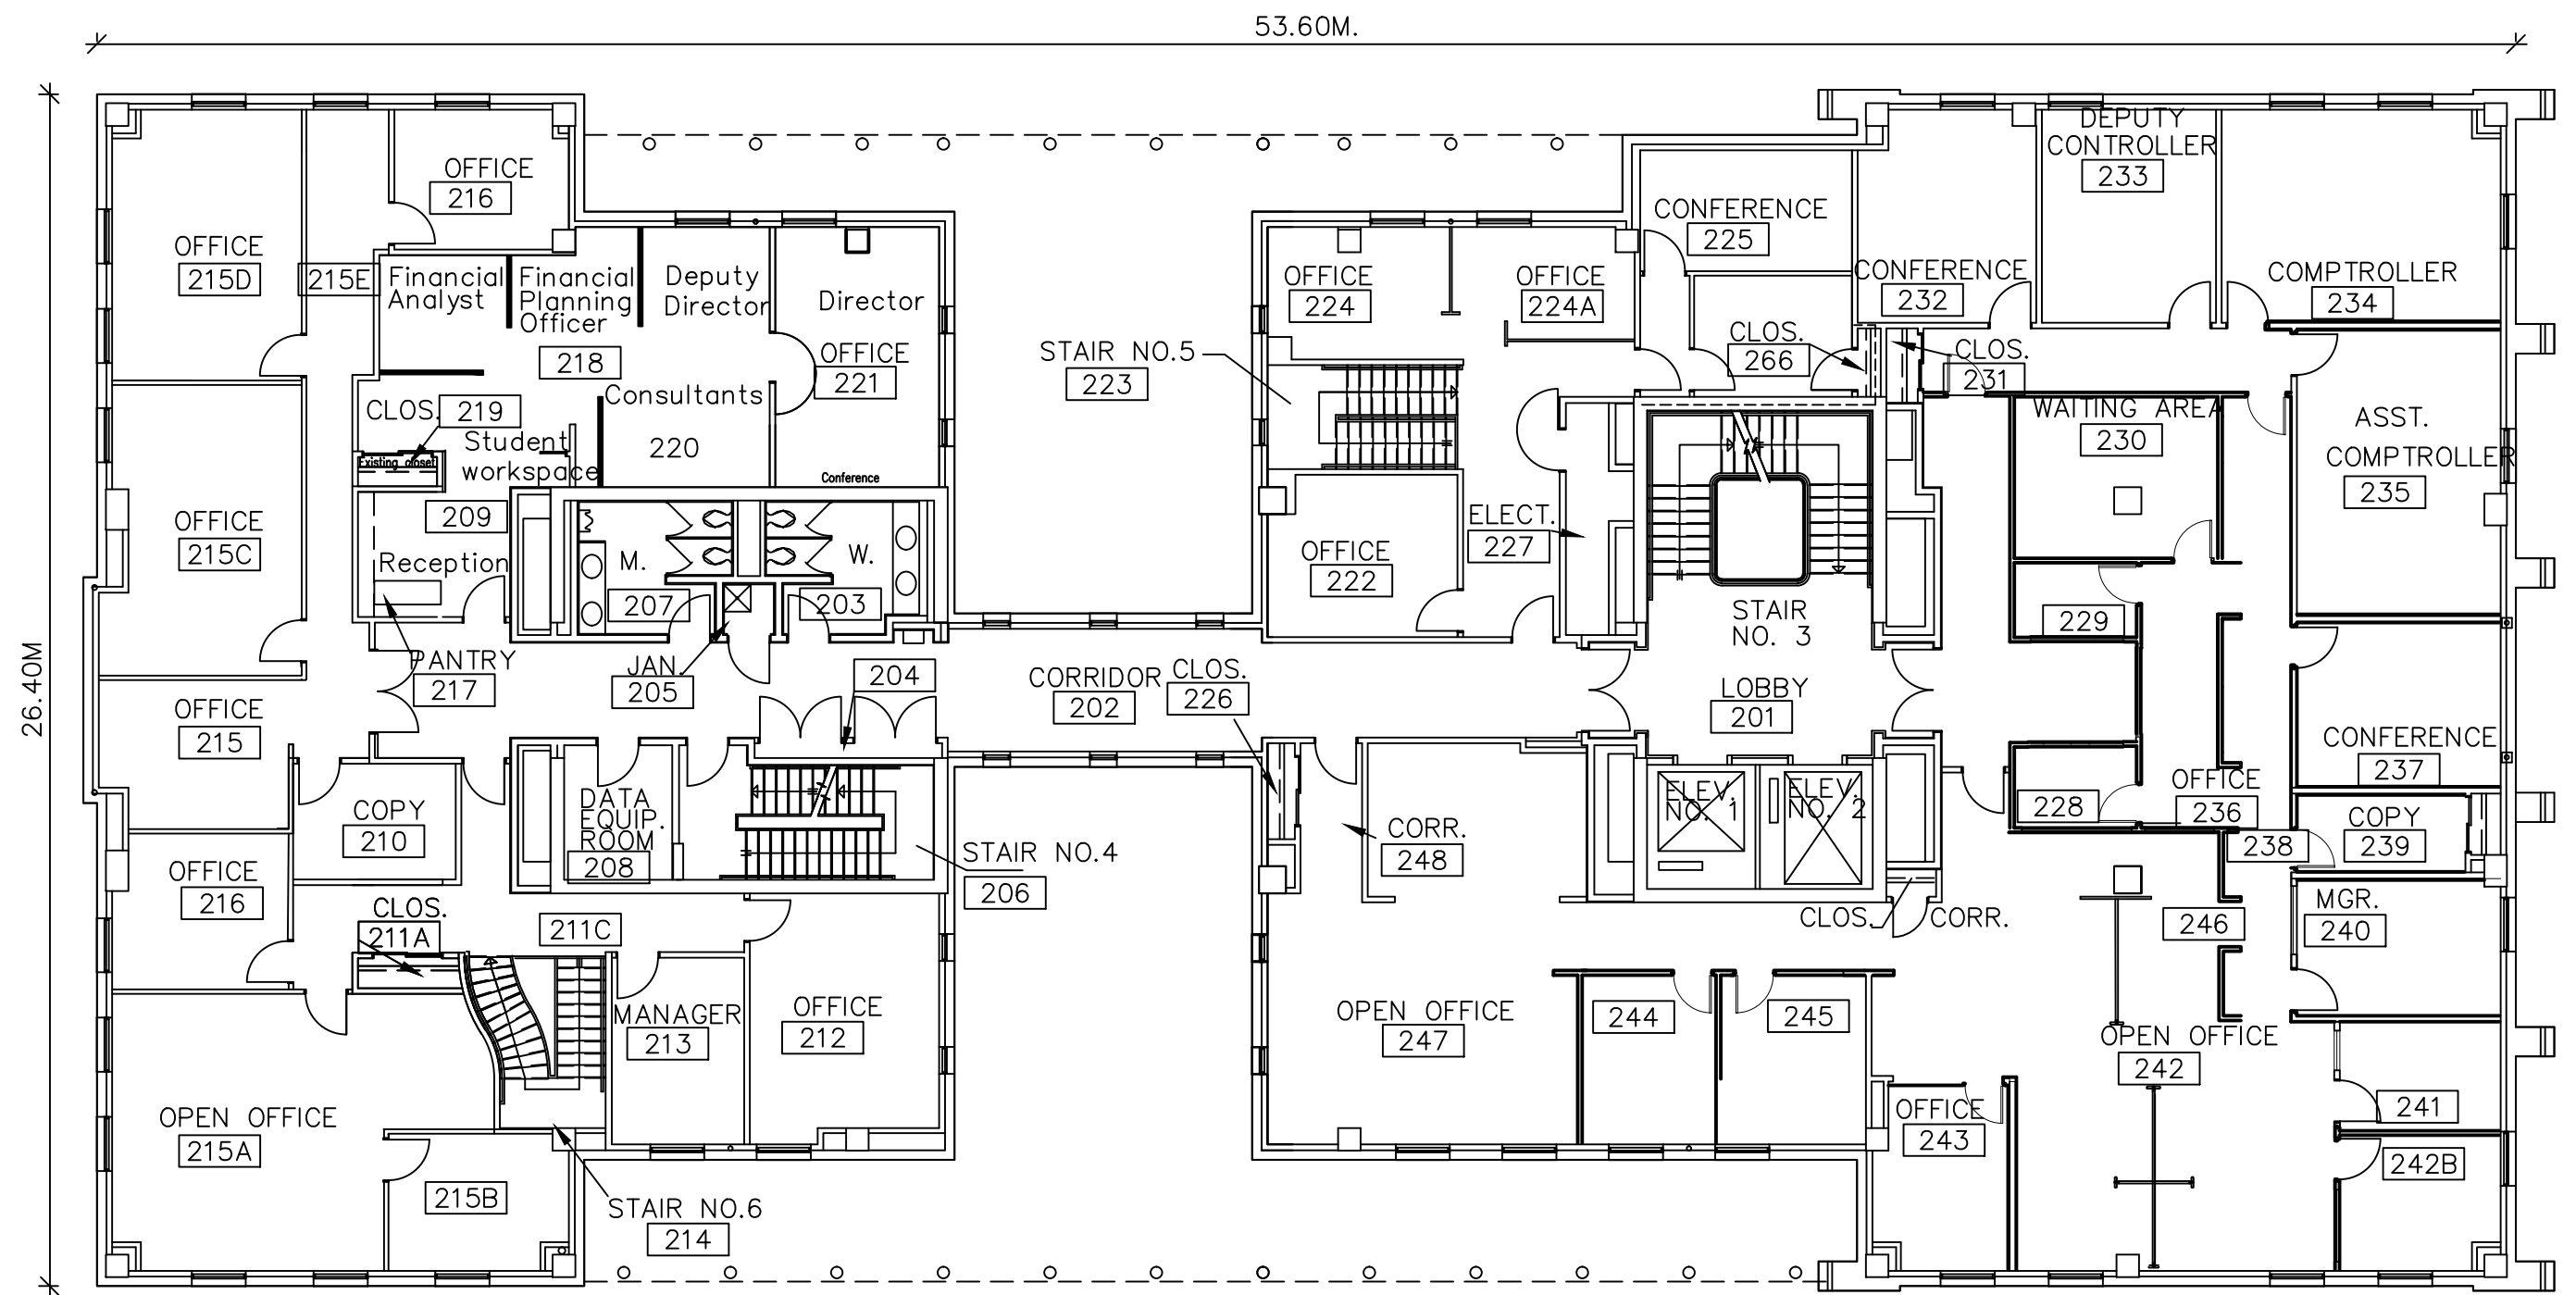 53.60M.
26.40M
OFFICE
216
OFFICE
215D
215E
Financial
Analyst
Financial
Planning
Officer
Deputy
Director
Director
218
OFFICE
221
CLOS.
219
Consultants
220
Student
workspace
Existing closet
Conference
OFFICE
215C
209
Reception
M.
207
W.
203
PANTRY
217
JAN.
205
204
OFFICE
215
COPY
210
DATA
EQUIP.
ROOM
208
STAIR NO.4
206
216
OFFICE
CLOS.
211A
211C
MANAGER
213
OFFICE
212
OPEN OFFICE
215A
215B
STAIR NO.6
214
CORRIDOR
202
CLOS.
226
STAIR NO.5
223
OFFICE
224
OFFICE
224A
CONFERENCE
225
CLOS.
266
ELECT.
227
OFFICE
222
STAIR
NO. 3
LOBBY
201
ELEV.
NO. 1
ELEV.
NO. 2
CORR.
248
CLOS.
CORR.
OPEN OFFICE
247
244
245
CONFERENCE
232
DEPUTY
CONTROLLER
233
COMPTROLLER
234
CLOS.
231
WAITING AREA
230
ASST.
COMPTROLLER
235
229
228
OFFICE
236
CONFERENCE
237
238
COPY
239
246
MGR.
240
OPEN OFFICE
242
241
242B
OFFICE
243